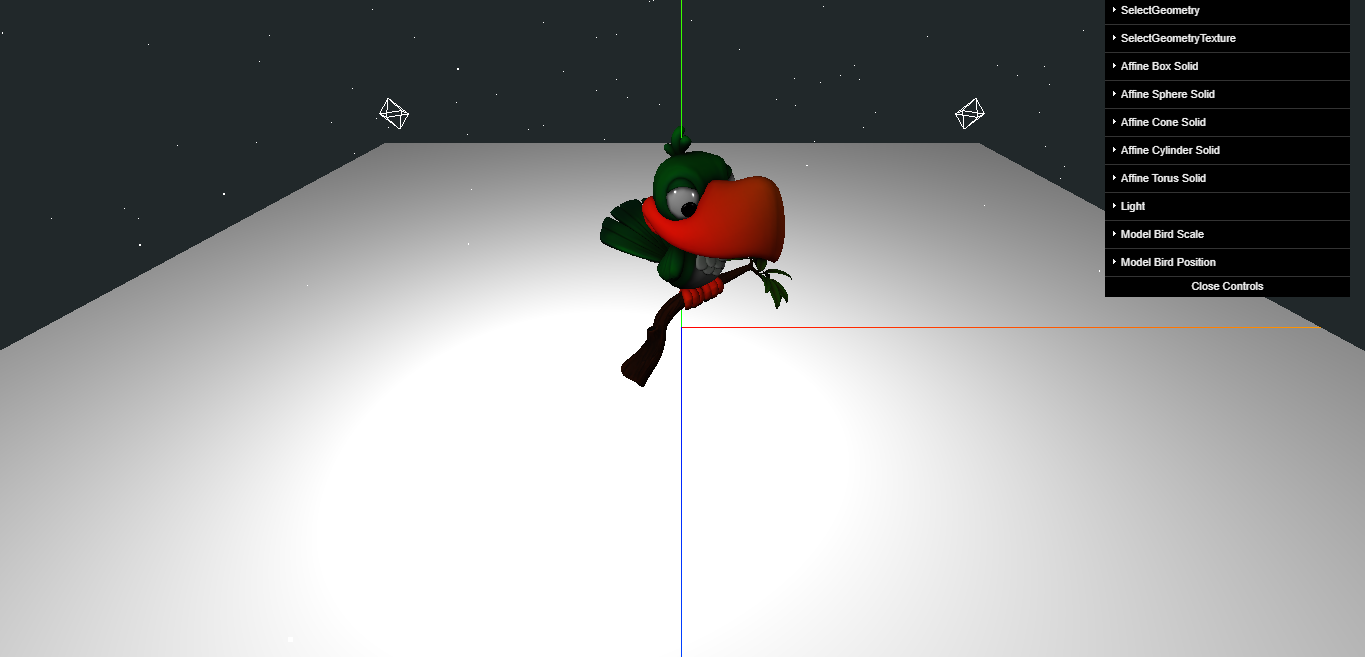 SelectGeometry
SelectGeometryTexture
Affine Box Solid
Affine Sphere Solid
Affine Cone Solid
Affine Cylinder Solid
Affine Torus Solid
Light
Model Bird Scale
Model Bird Position
Close Controls